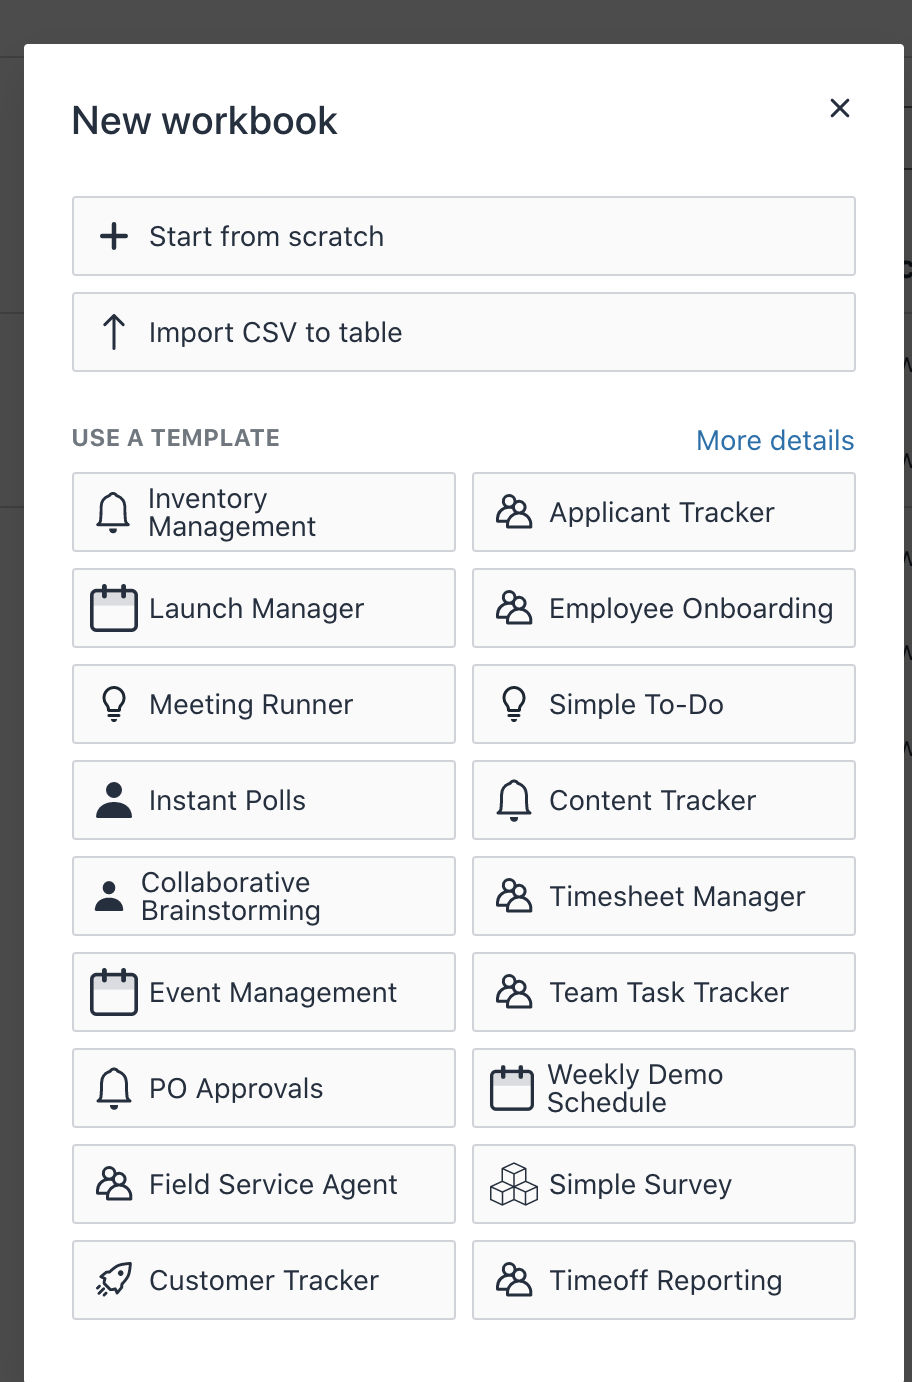 New workbook
Start from scratch
Import CSV to table
USE A TEMPLATE
More details
Inventory
Management
Applicant Tracker
Launch Manager
Employee Onboarding
Meeting Runner
Simple To-Do
Instant Polls
Content Tracker
Collaborative
Brainstorming
Timesheet Manager
Event Management
Team Task Tracker
PO Approvals
Weekly Demo
Schedule
Field Service Agent
Simple Survey
Customer Tracker
Timeoff Reporting